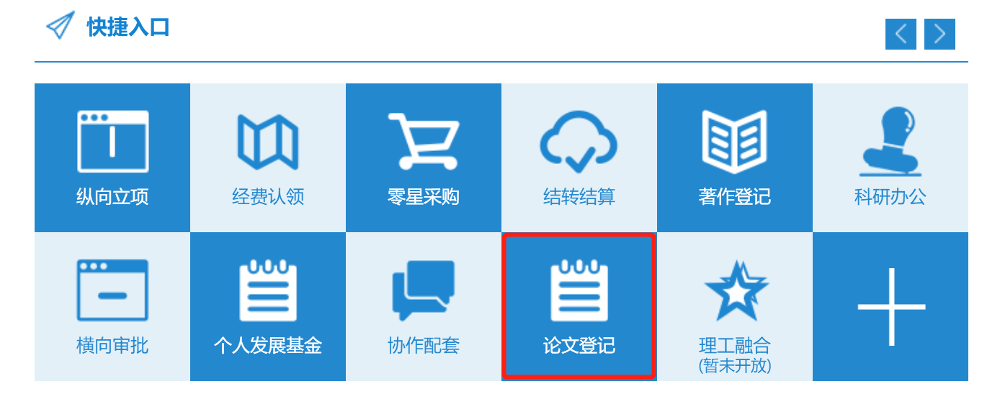 快捷入口
纵向立项
经费认领
零星采购
结转结算
著作登记
科研办公
横向审批
个人发展基金
协作配套
论文登记
理工融合
(暂未开放)